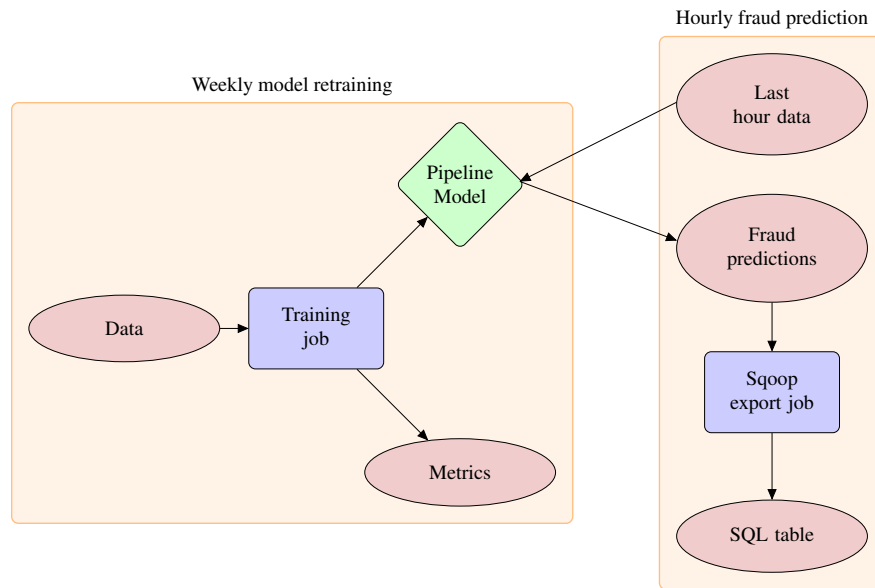 Hourly fraud prediction
Weekly model retraining
Last
hour data
Pipeline
Model
Fraud
predictions
Data
Training
job
Sqoop
export job
Metrics
SQL table